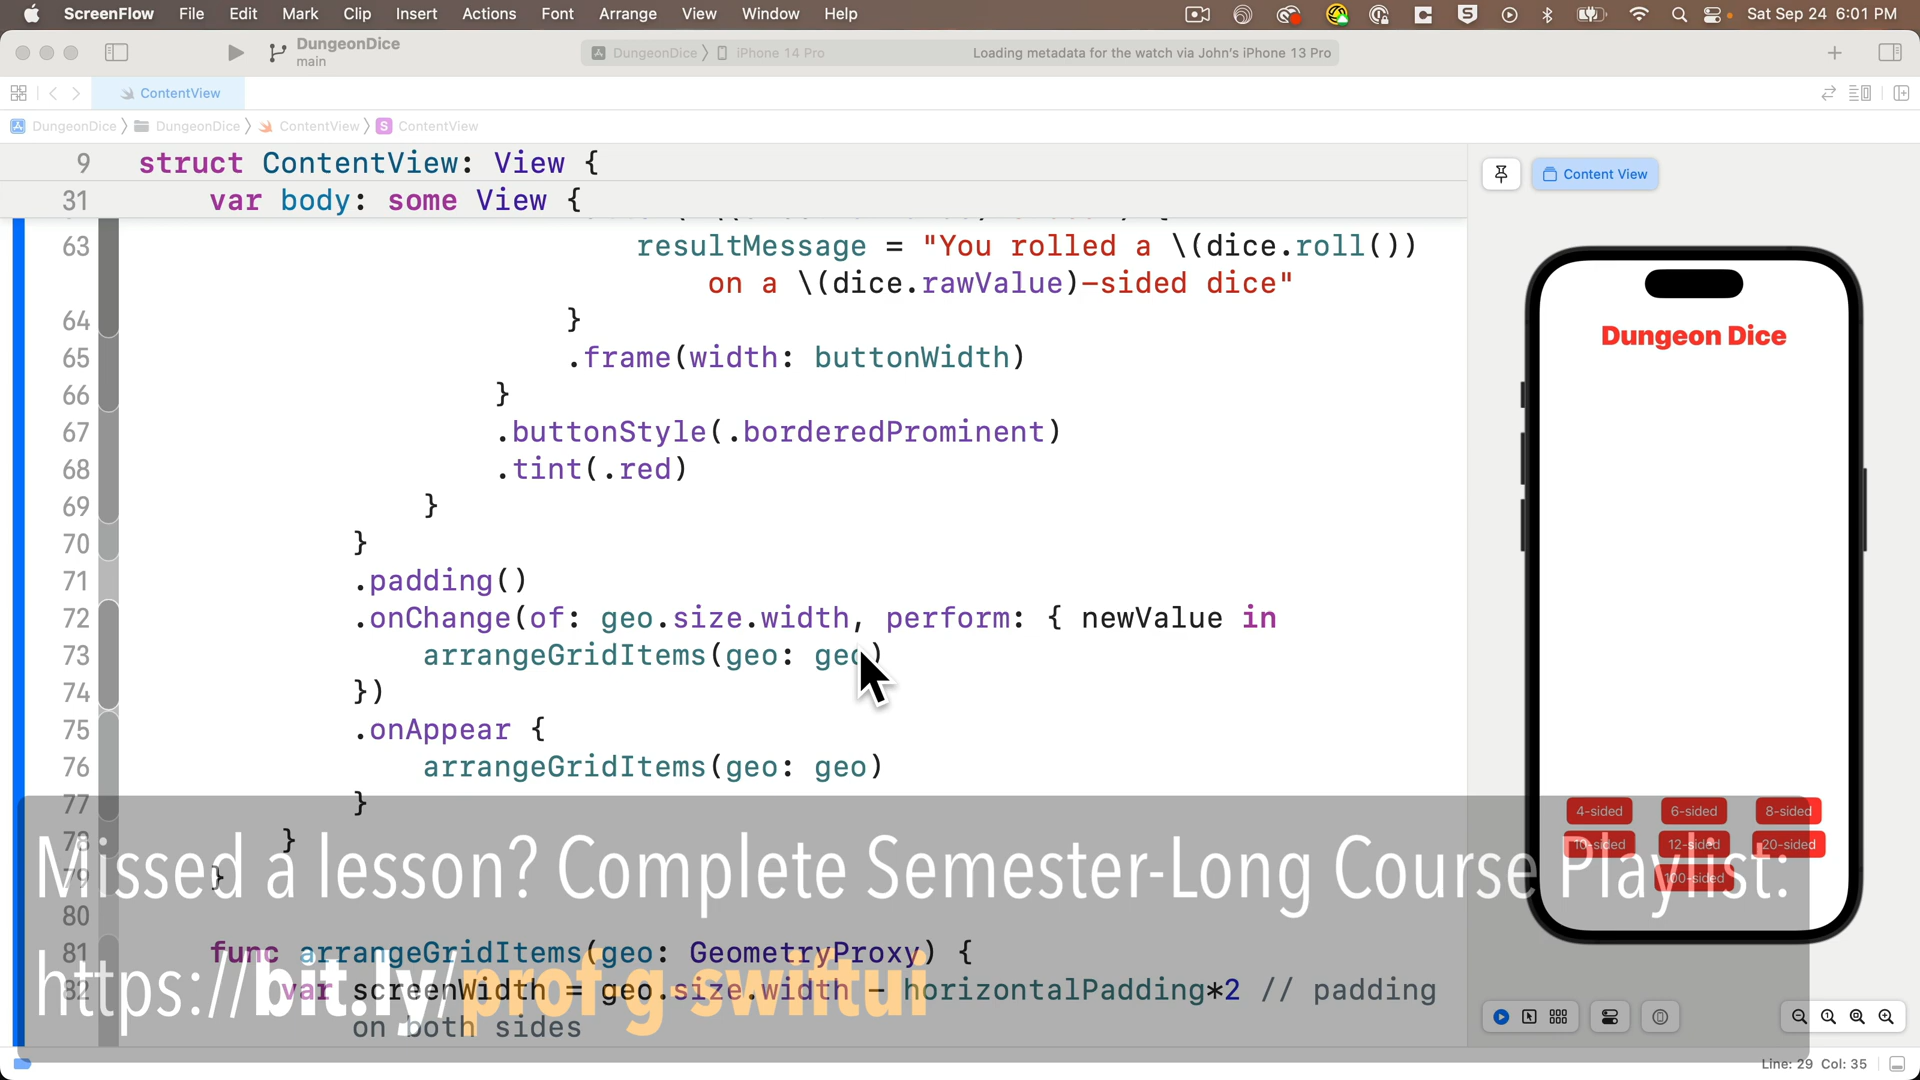 ScreenFlow File Edit Mark Clip Insert Actions Font Arrange View Window Help Sat Sep 24 6:01 PM
DungeonDice
main
DungeonDice iPhone 14 Pro Loading metadata for the watch via John's iPhone 13 Pro
ContentView
DungeonDice DungeonDice ContentView S ContentView
9 struct ContentView: View {
31 var body: some View {
63 resultMessage = "You rolled a \(dice.roll())
on a \(dice.rawValue)-sided dice"
64 }
65 .frame(width: buttonWidth)
66 }
67 .buttonStyle(.borderedProminent)
68 .tint(.red)
69 }
70 }
71 .padding()
72 .onChange(of: geo.size.width, perform: { newValue in
73 arrangeGridItems(geo: geo)
74 })
75 .onAppear {
76 arrangeGridItems(geo: geo)
77 }
78 }
79 }
80
81 func arrangeGridItems(geo: GeometryProxy) {
82 var screenWidth = geo.size.width - horizontalPadding*2 // padding
on both sides
Content View
Dungeon Dice
4-sided 6-sided 8-sided
10-sided 12-sided 20-sided
100-sided
Missed a lesson? Complete Semester-Long Course Playlist:
https://bit.ly/prof-g-swiftui
Line: 29 Col: 35